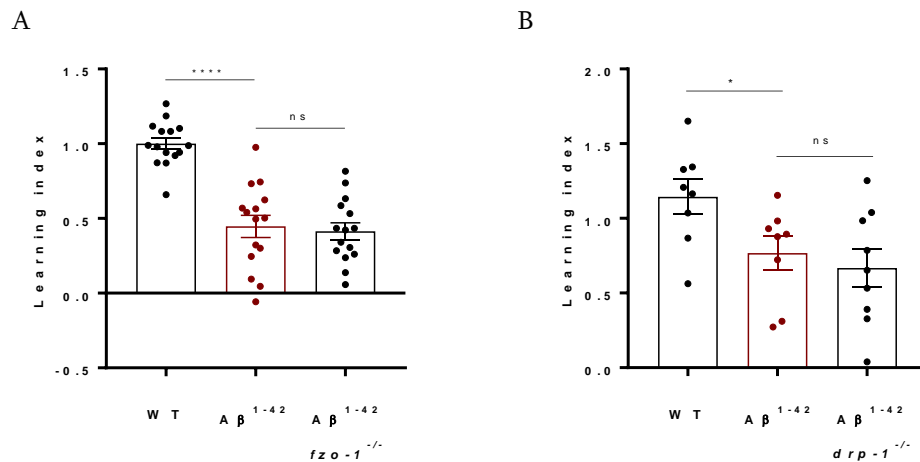 A
B
Learning index
1.5
1.0
0.5
0.0
-0.5
****
ns
WT
Aβ¹⁻⁴²
Aβ¹⁻⁴²
fzo-1⁻/⁻
Learning index
2.0
1.5
1.0
0.5
0.0
*
ns
WT
Aβ¹⁻⁴²
Aβ¹⁻⁴²
drp-1⁻/⁻